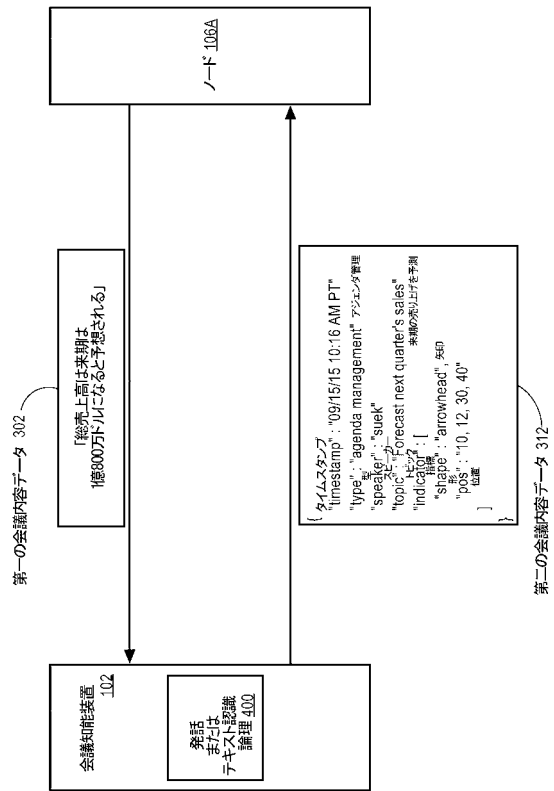 第一の会議内容データ 302
「総売上高は来期は
1億800万ドルになると予想される」
会議知能装置
102
発話
または
テキスト認識
論理 400
ノード 106A
{ タイムスタンプ
"timestamp" : "09/15/15 10:16 AM PT"
"type" : "agenda management" アジェンダ管理
型
"speaker" : "suek"
スピーカー
"topic" : "Forecast next quarter's sales"
トピック 来期の売り上げを予測
"indicator" : [
指標
"shape" : "arrowhead", 矢印
形
"pos" : "10, 12, 30, 40"
位置
]
}
第二の会議内容データ 312